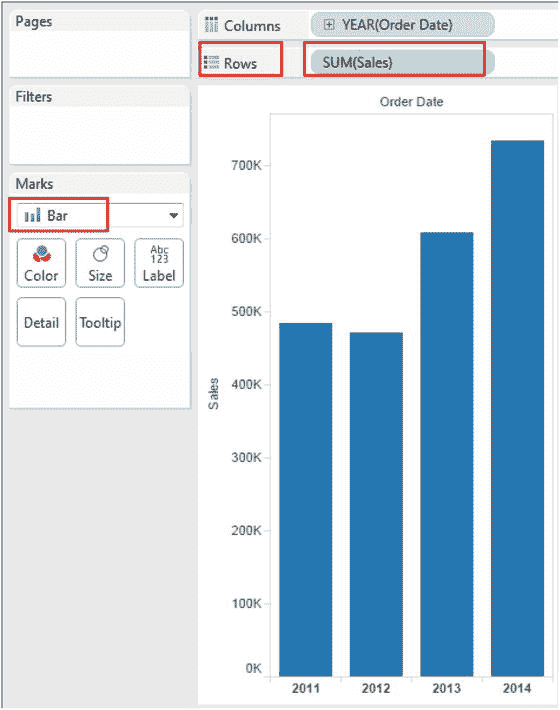 Pages
Columns
YEAR(Order Date)
Rows
SUM(Sales)
Filters
Marks
Bar
Color
Size
Abc
123
Label
Detail
Tooltip
Order Date
700K
600K
500K
400K
300K
200K
100K
0K
Sales
2011 2012 2013 2014